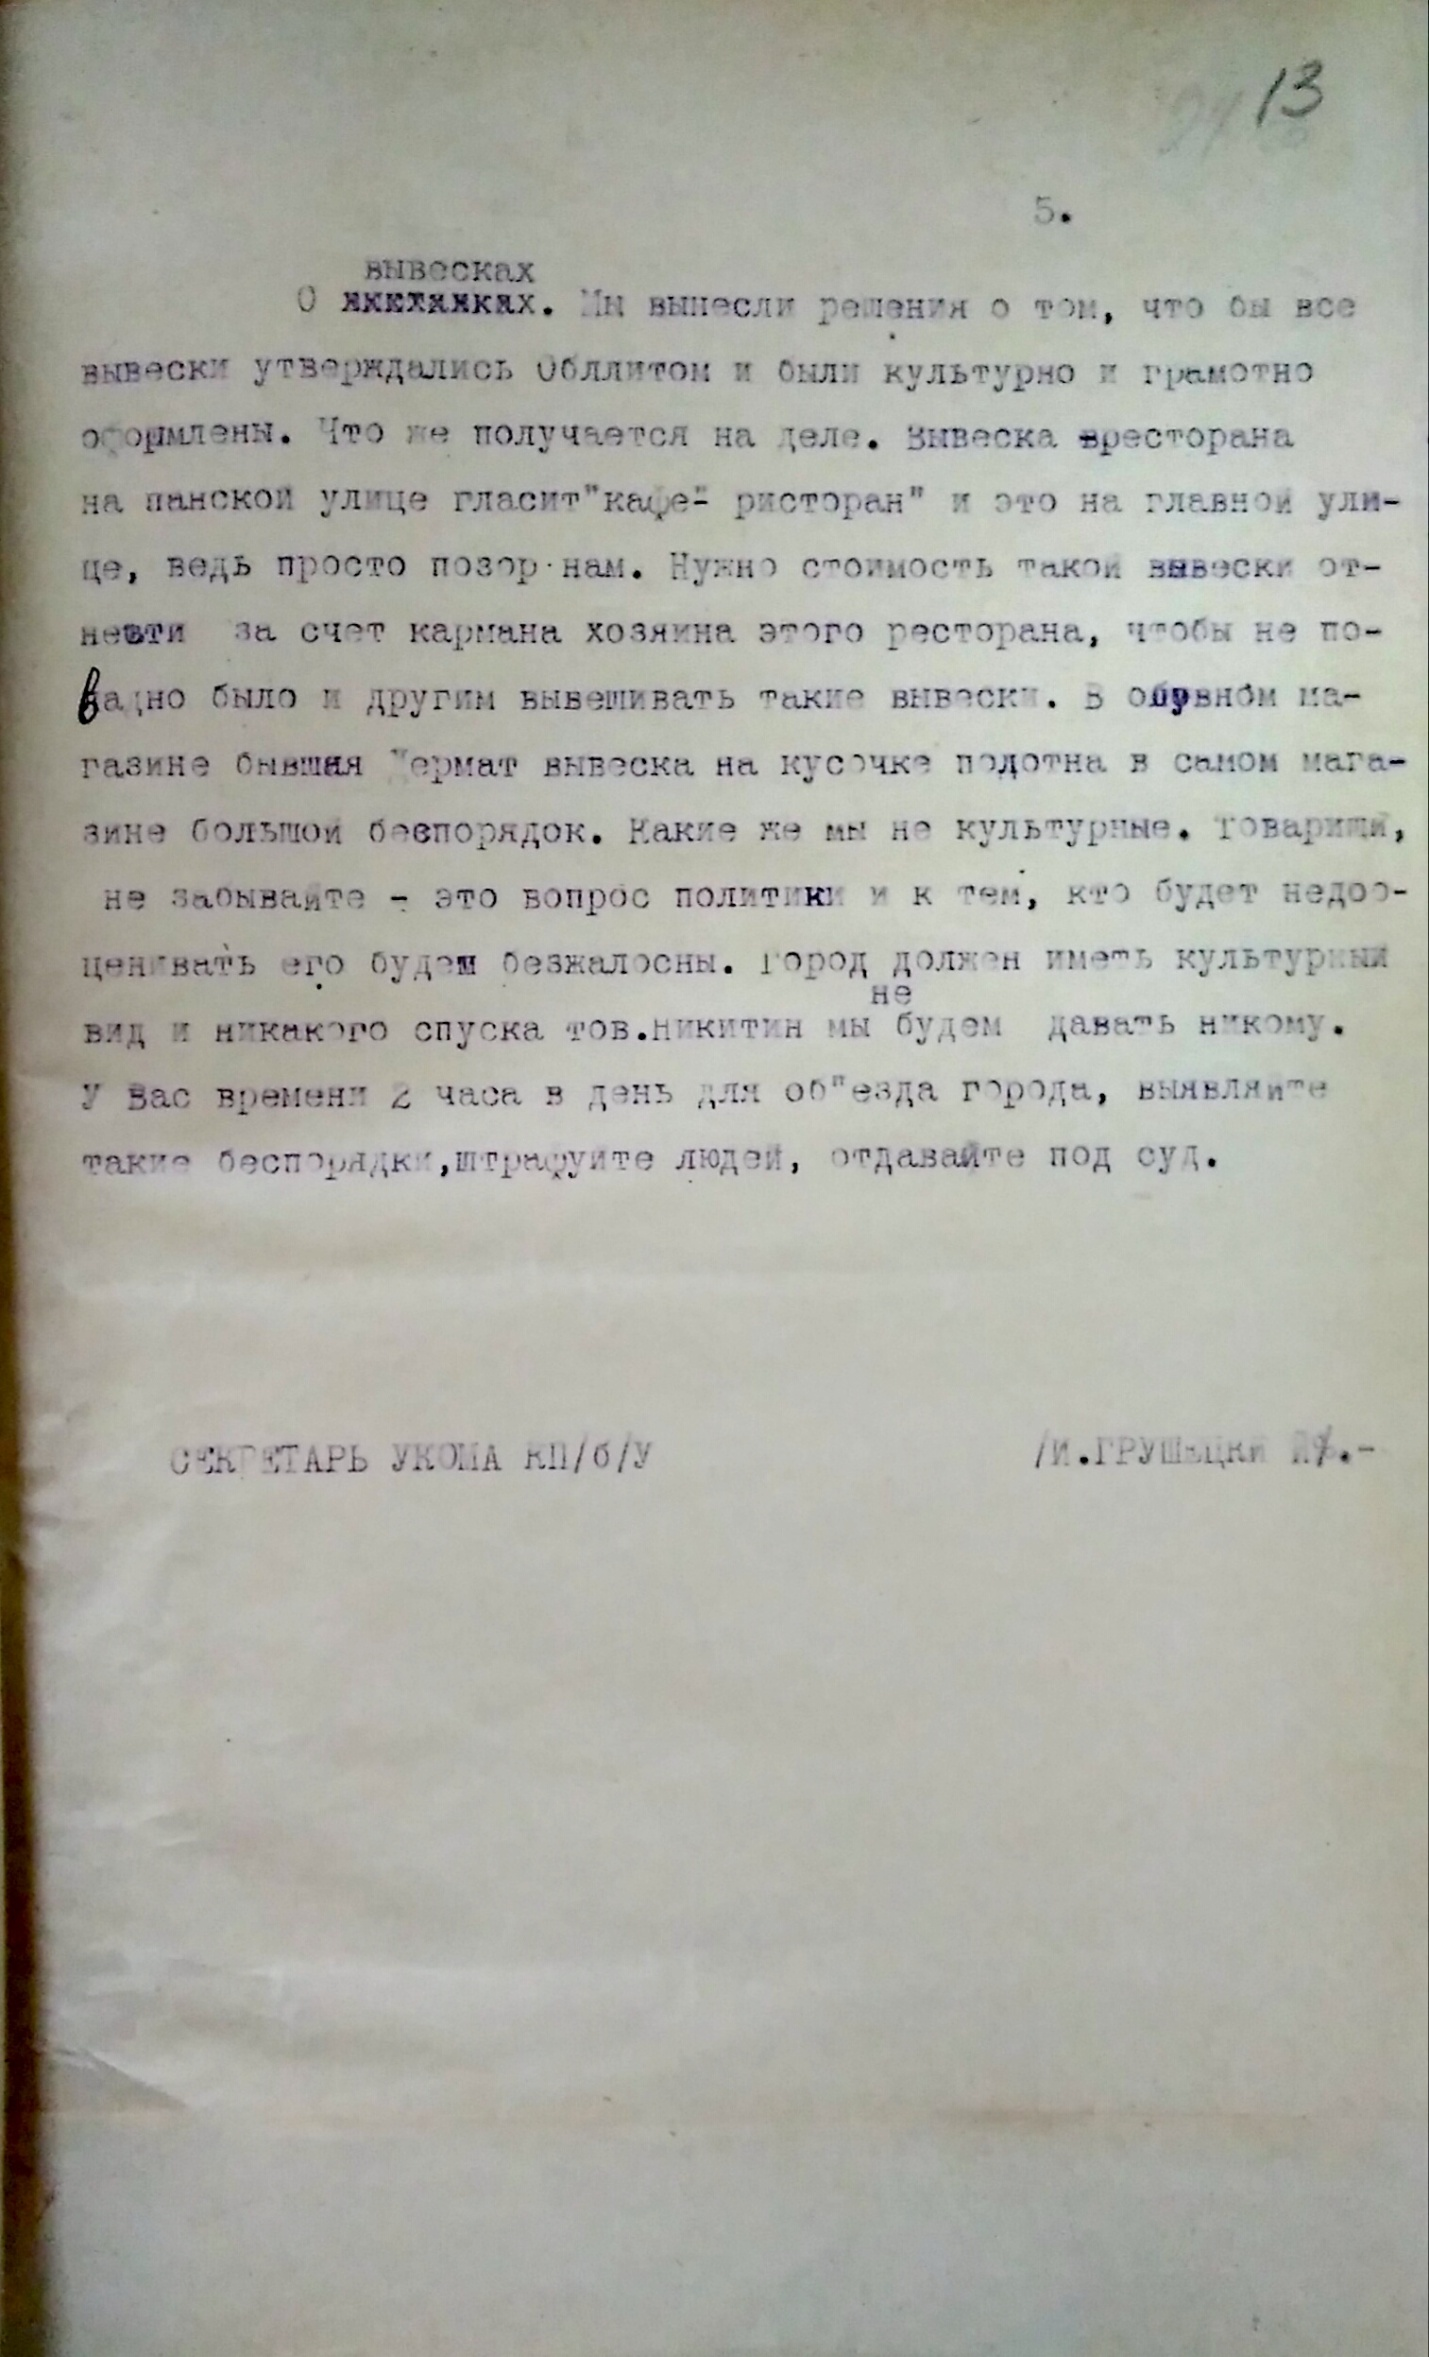 13
5.
вывесках
О . Мы вынесли решения о том, что бы все
вывески утверждались Обллитом и были культурно и грамотно
оформлены. Что же получается на деле. Вывеска ресторана
на панской улице гласит"кафе"- ристоран" и это на главной ули-
це, ведь просто позор нам. Нужно стоимость такой вывески от-
нести за счет кармана хозяина этого ресторана, чтобы не по-
вадно было и другим вывешивать такие вывески. В обувном ма-
газине бывшая вывеска на кусочке подотна в самом мага-
зине большой беспорядок. Какие же мы не культурные. Товарищи,
не забывайте - это вопрос политики и к тем, кто будет недоо-
ценивать его будем безжалосны. Город должен иметь культурный
не
вид и никакого спуска тов.Никитин мы будем давать никому.
У Вас времени 2 часа в день для об"езда города, выявляйте
такие беспорядки,штрафуйте людей, отдавайте под суд.
СЕКРЕТАРЬ УКОМА КП/б/У /И.ГРУШЕЦКИЙ/.-